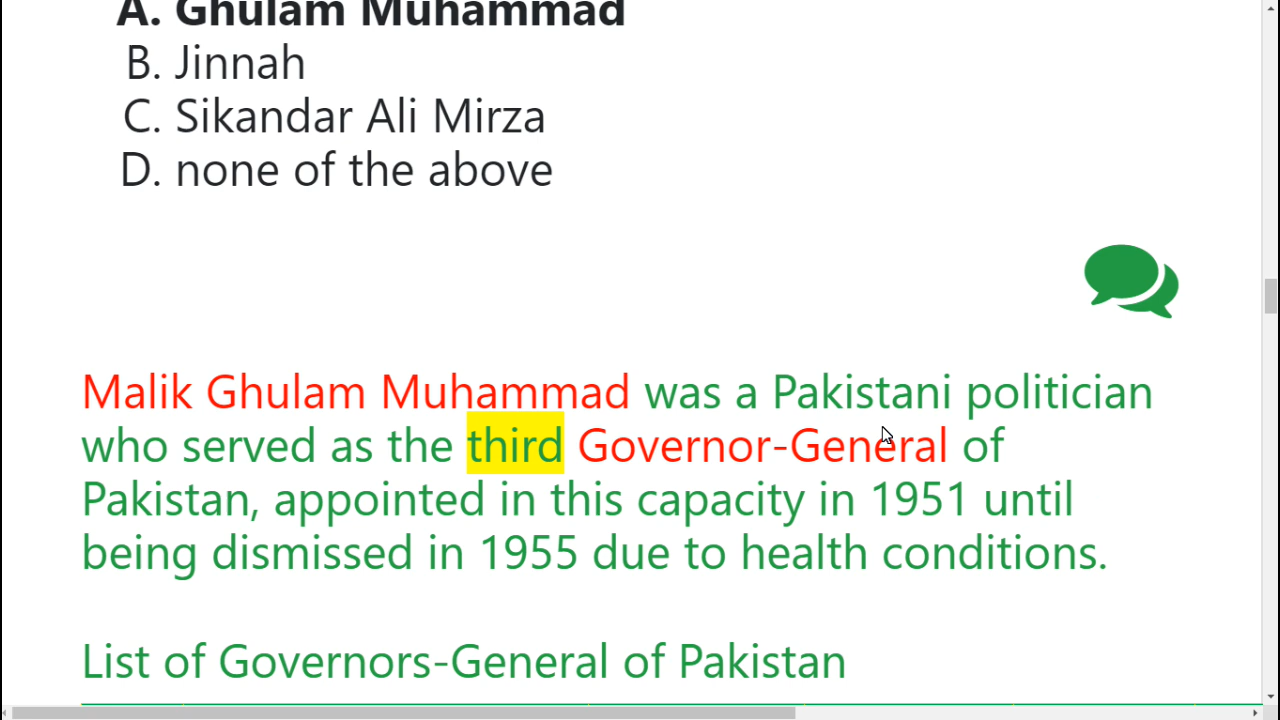 A. Ghulam Muhammad
B. Jinnah
C. Sikandar Ali Mirza
D. none of the above
Malik Ghulam Muhammad was a Pakistani politician
who served as the third Governor-General of
Pakistan, appointed in this capacity in 1951 until
being dismissed in 1955 due to health conditions.
List of Governors-General of Pakistan